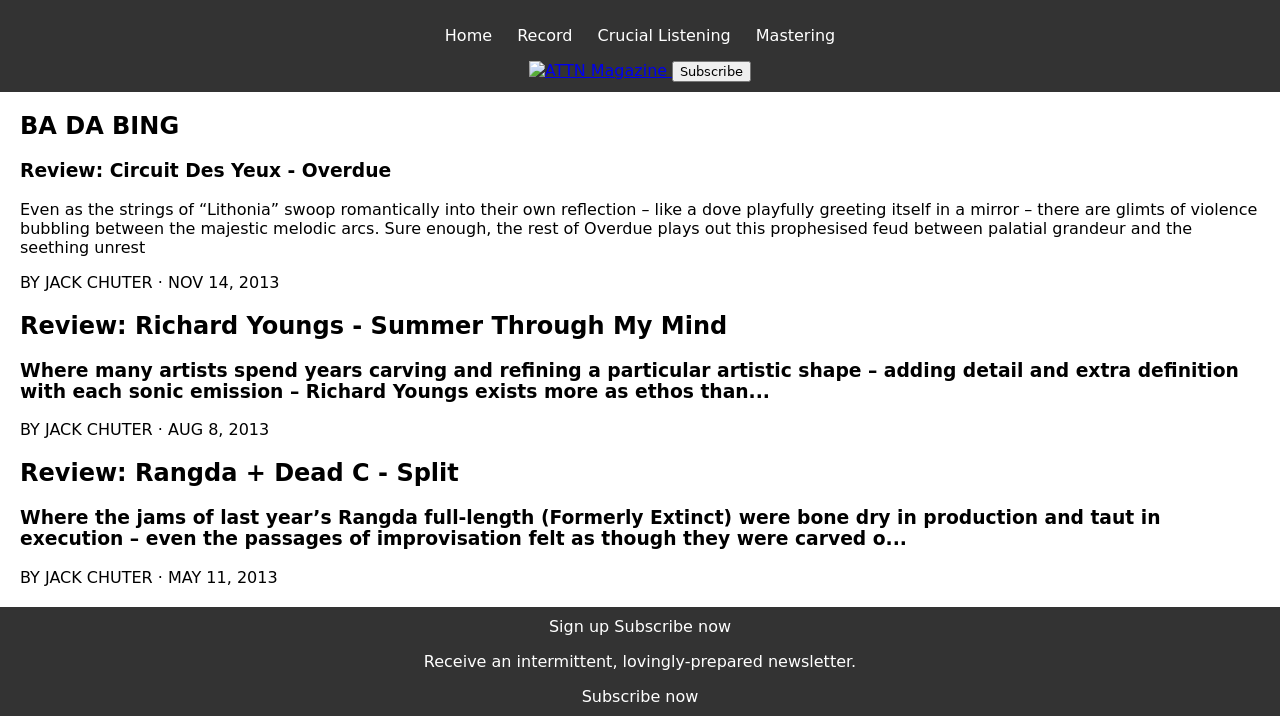 Home Record Crucial Listening Mastering
ATTN Magazine Subscribe
BA DA BING
Review: Circuit Des Yeux - Overdue
Even as the strings of “Lithonia” swoop romantically into their own reflection – like a dove playfully greeting itself in a mirror – there are glimts of violence
bubbling between the majestic melodic arcs. Sure enough, the rest of Overdue plays out this prophesised feud between palatial grandeur and the
seething unrest
BY JACK CHUTER · NOV 14, 2013
Review: Richard Youngs - Summer Through My Mind
Where many artists spend years carving and refining a particular artistic shape – adding detail and extra definition
with each sonic emission – Richard Youngs exists more as ethos than...
BY JACK CHUTER · AUG 8, 2013
Review: Rangda + Dead C - Split
Where the jams of last year’s Rangda full-length (Formerly Extinct) were bone dry in production and taut in
execution – even the passages of improvisation felt as though they were carved o...
BY JACK CHUTER · MAY 11, 2013
Sign up Subscribe now
Receive an intermittent, lovingly-prepared newsletter.
Subscribe now